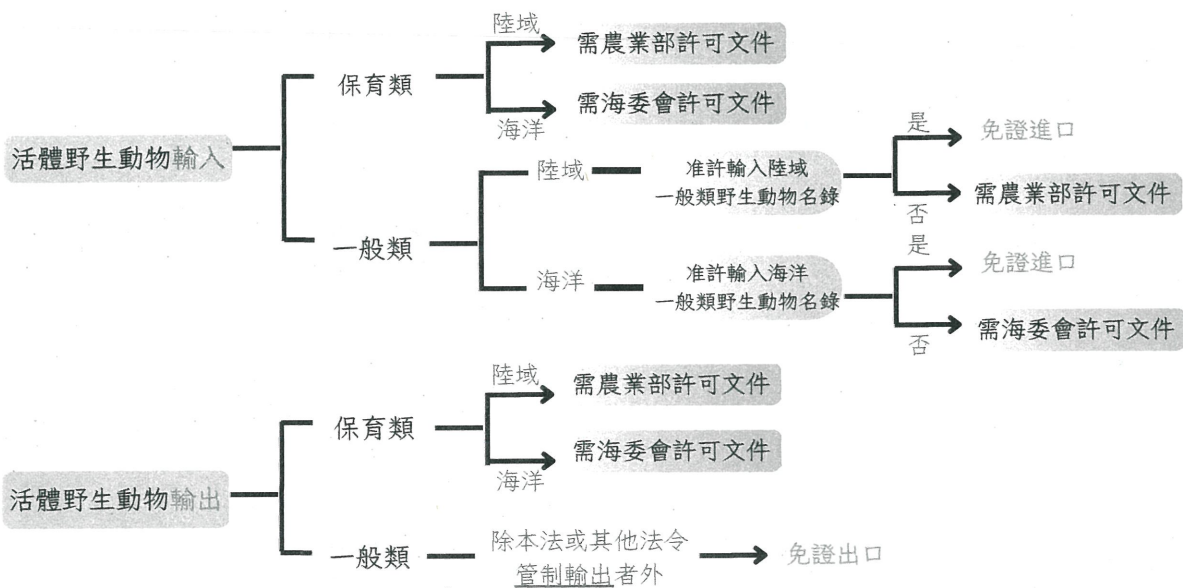 陸域
需農業部許可文件
保育類
需海委會許可文件
海洋
活體野生動物輸入
是
免證進口
陸域
准許輸入陸域
一般類野生動物名錄
需農業部許可文件
否
一般類
是
免證進口
海洋
准許輸入海洋
一般類野生動物名錄
需海委會許可文件
否
陸域
需農業部許可文件
保育類
需海委會許可文件
海洋
活體野生動物輸出
一般類
除本法或其他法令
管制輸出者外
免證出口